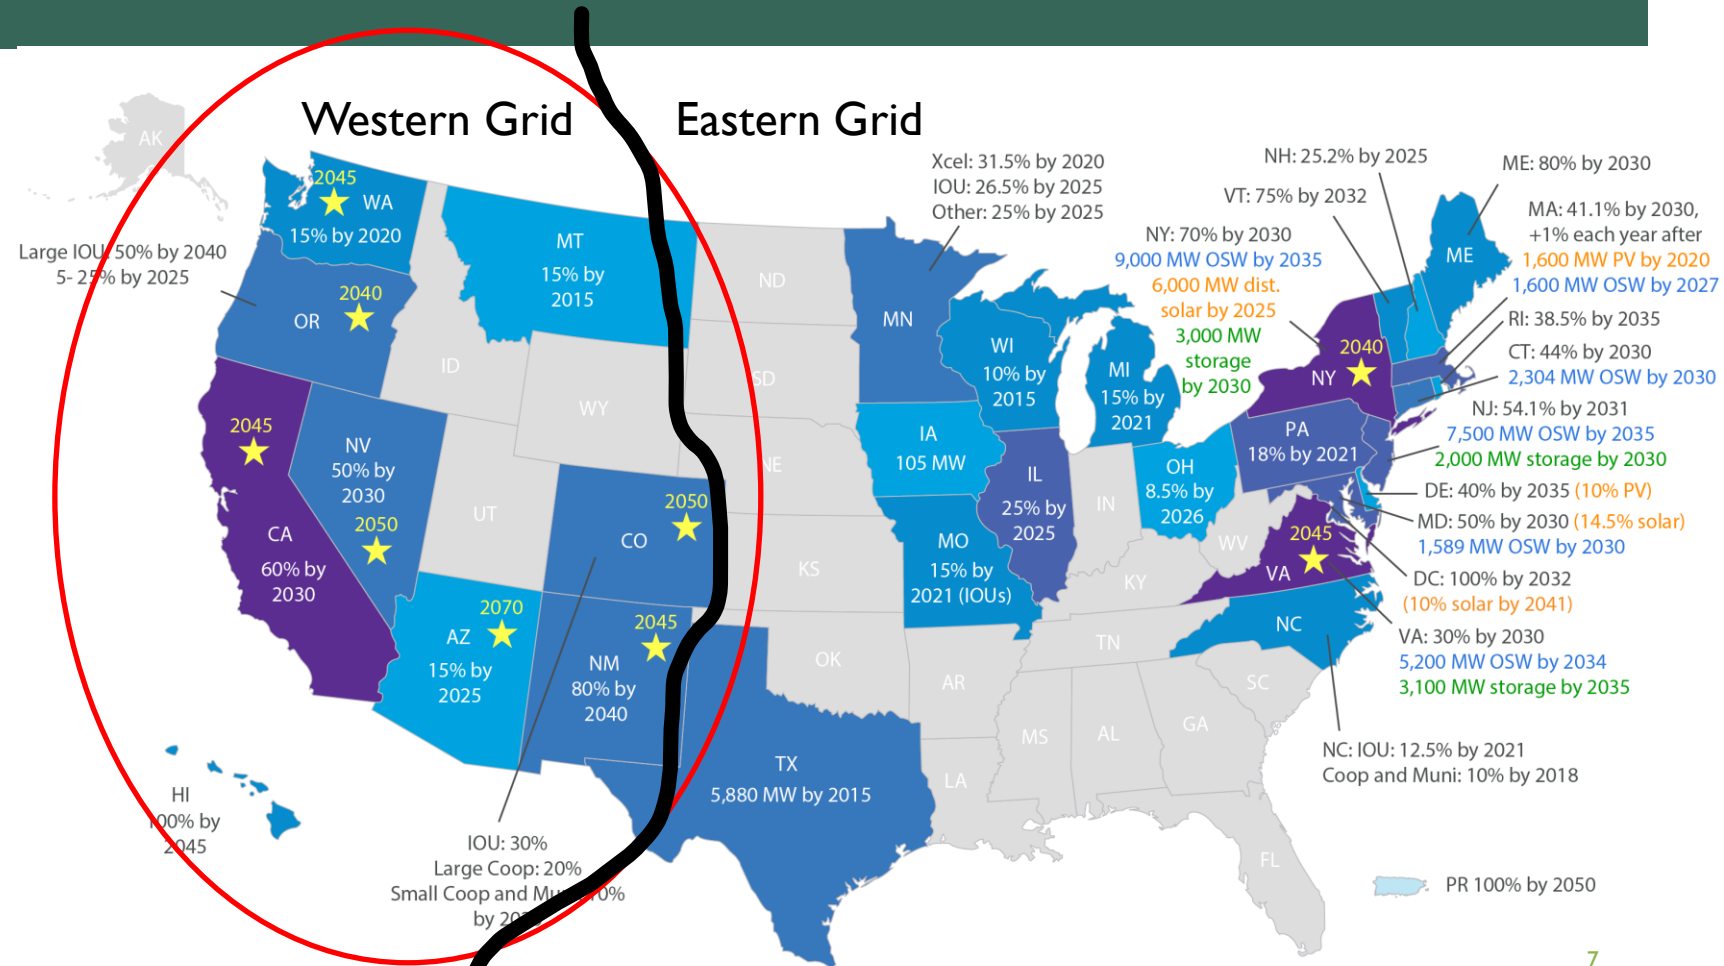 Western Grid
Eastern Grid
AK
2045
WA
15% by 2020
Large IOU: 50% by 2040
5- 25% by 2025
2040
OR
MT
15% by
2015
ID
WY
ND
SD
NE
KS
OK
2045
CA
60% by
2030
NV
50% by
2030
2050
UT
2050
CO
2070
AZ
15% by
2025
2045
NM
80% by
2040
HI
100% by
2045
IOU: 30%
Large Coop: 20%
Small Coop and
by
TX
5,880 MW by 2015
Xcel: 31.5% by 2020
IOU: 26.5% by 2025
Other: 25% by 2025
MN
WI
10% by
2015
MI
15% by
2021
IA
105 MW
IL
25% by
2025
MO
15% by
2021 (IOUs)
IN
OH
8.5% by
2026
WV
KY
TN
AR
MS
AL
GA
SC
LA
FL
NC
VA
2045
PA
18% by 2021
NY
2040
ME
NH: 25.2% by 2025
VT: 75% by 2032
NY: 70% by 2030
9,000 MW OSW by 2035
6,000 MW dist.
solar by 2025
3,000 MW
storage
by 2030
ME: 80% by 2030
MA: 41.1% by 2030,
+1% each year after
1,600 MW PV by 2020
1,600 MW OSW by 2027
RI: 38.5% by 2035
CT: 44% by 2030
2,304 MW OSW by 2030
NJ: 54.1% by 2031
7,500 MW OSW by 2035
2,000 MW storage by 2030
DE: 40% by 2035 (10% PV)
MD: 50% by 2030 (14.5% solar)
1,589 MW OSW by 2030
DC: 100% by 2032
(10% solar by 2041)
VA: 30% by 2030
5,200 MW OSW by 2034
3,100 MW storage by 2035
NC: IOU: 12.5% by 2021
Coop and Muni: 10% by 2018
PR 100% by 2050
7